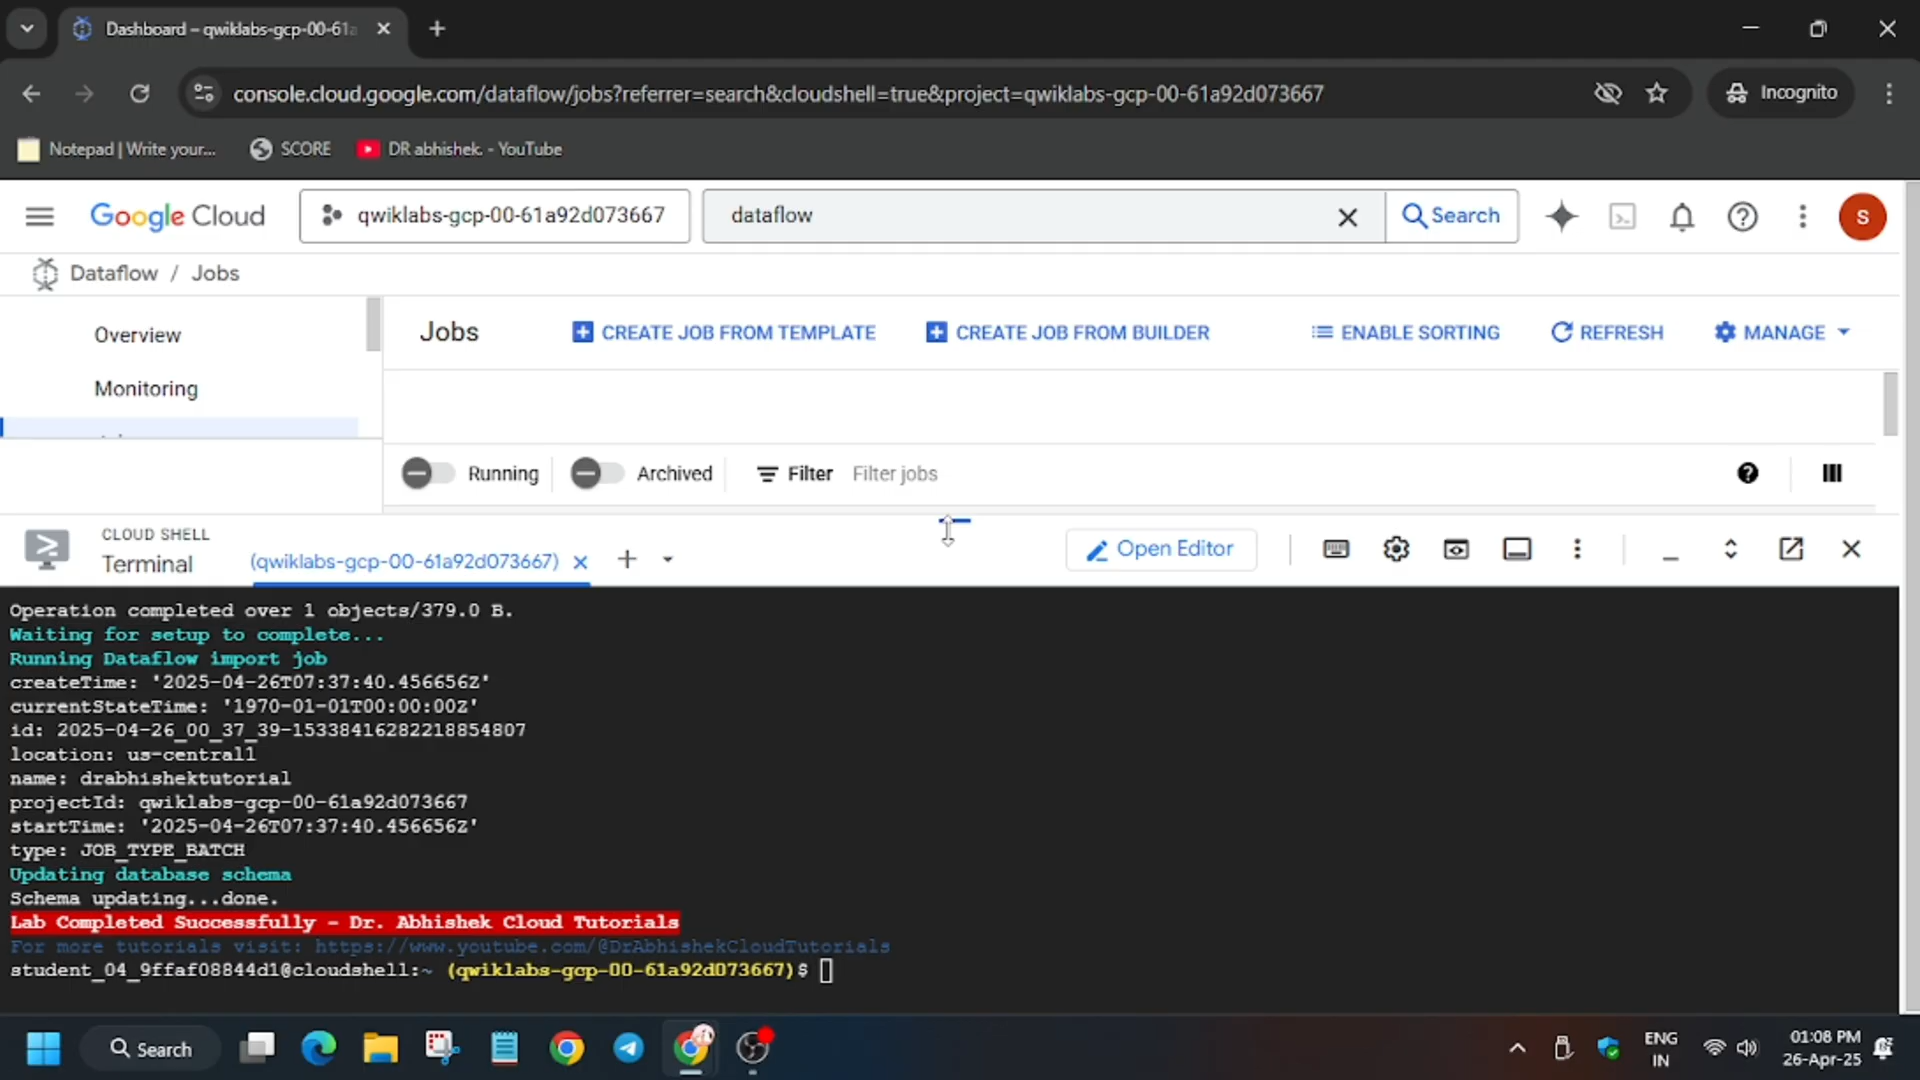 Dashboard – qwiklabs-gcp-00-61a
console.cloud.google.com/dataflow/jobs?referrer=search&cloudshell=true&project=qwiklabs-gcp-00-61a92d073667
Incognito
Notepad | Write your...
SCORE
DR abhishek. - YouTube
Google Cloud
qwiklabs-gcp-00-61a92d073667
dataflow
Search
S
Dataflow / Jobs
Overview
Monitoring
Jobs
CREATE JOB FROM TEMPLATE
CREATE JOB FROM BUILDER
ENABLE SORTING
REFRESH
MANAGE
Running
Archived
Filter
Filter jobs
CLOUD SHELL
Terminal
(qwiklabs-gcp-00-61a92d073667)
Open Editor
Operation completed over 1 objects/379.0 B.
Waiting for setup to complete...
Running Dataflow import job
createTime: '2025-04-26T07:37:40.456656Z'
currentStateTime: '1970-01-01T00:00:00Z'
id: 2025-04-26_00_37_39-15338416282218854807
location: us-central1
name: drabhishektutorial
projectId: qwiklabs-gcp-00-61a92d073667
startTime: '2025-04-26T07:37:40.456656Z'
type: JOB_TYPE_BATCH
Updating database schema
Schema updating...done.
Lab Completed Successfully - Dr. Abhishek Cloud Tutorials
For more tutorials visit: https://www.youtube.com/@DrAbhishekCloudTutorials
student_04_9ffaf08844d1@cloudshell:~ (qwiklabs-gcp-00-61a92d073667)$
Search
ENG
IN
01:08 PM
26-Apr-25